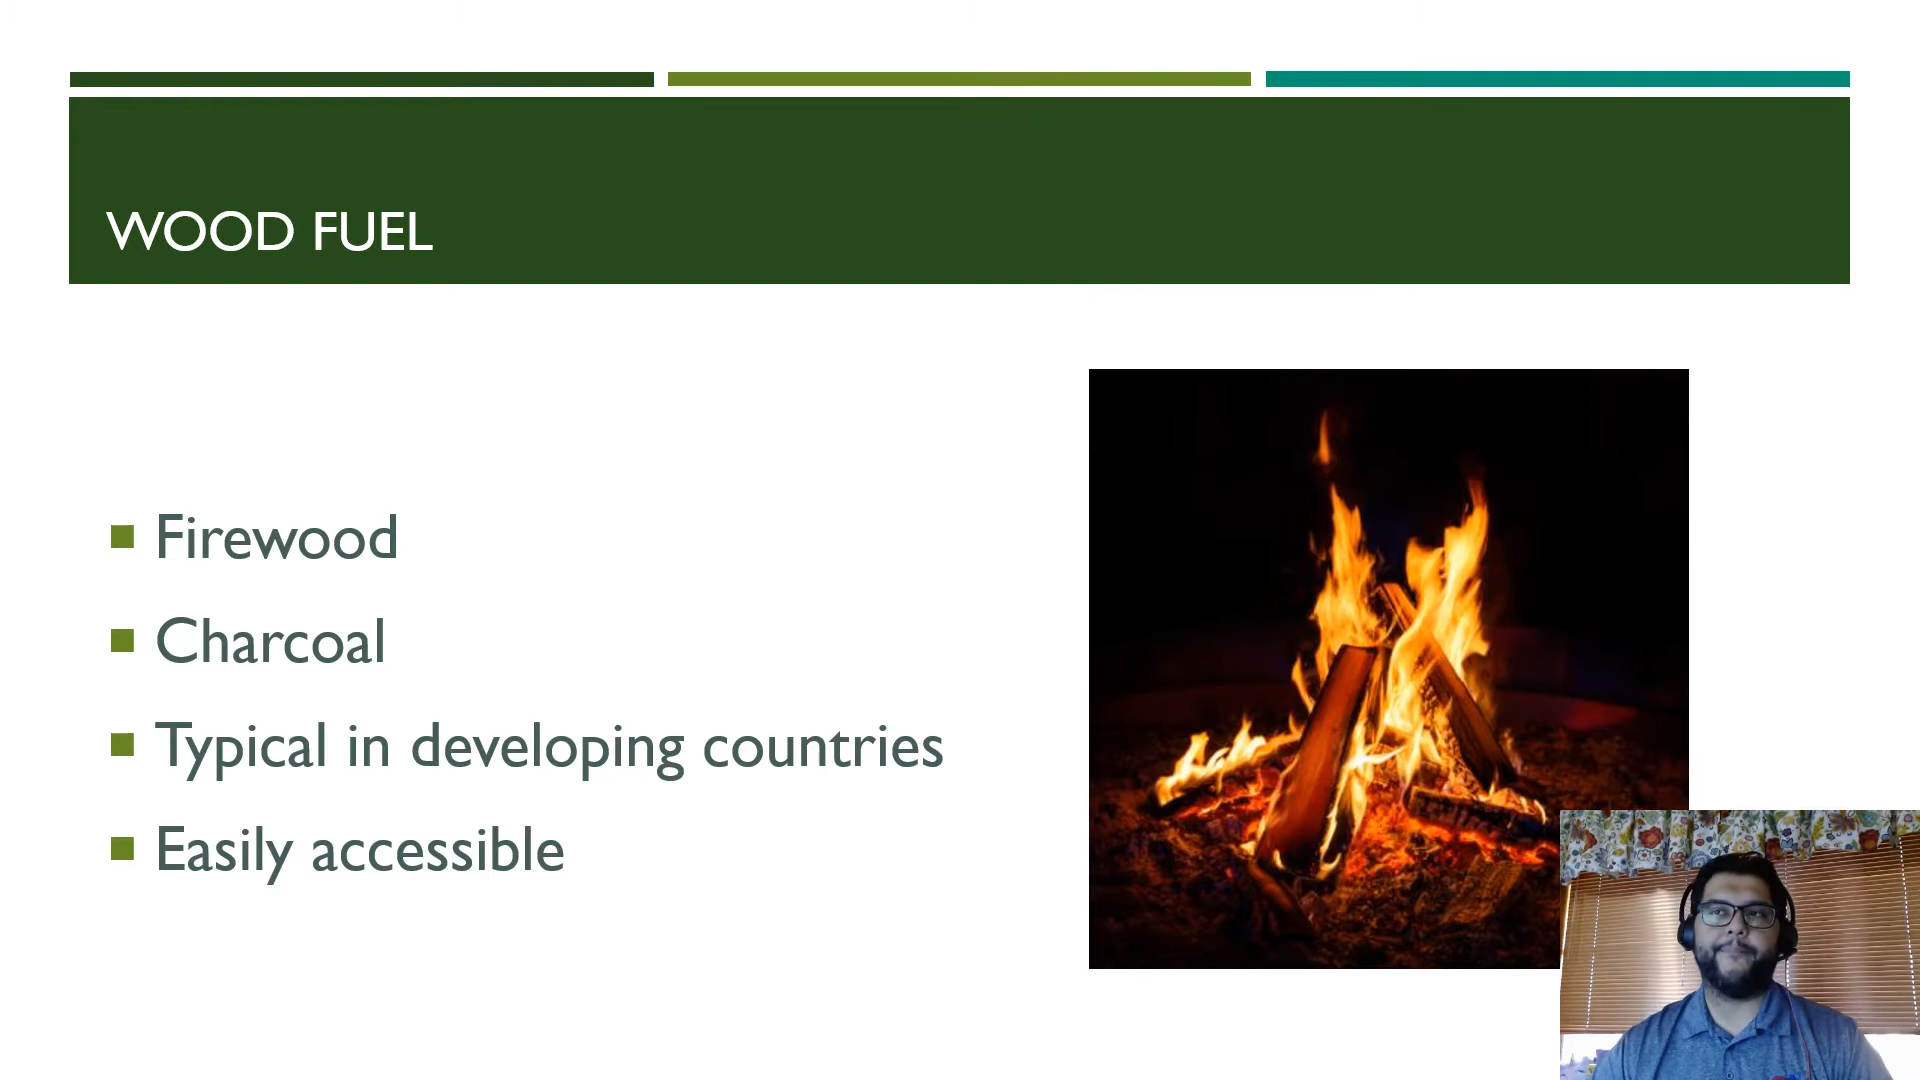 WOOD FUEL
Firewood
Charcoal
Typical in developing countries
Easily accessible